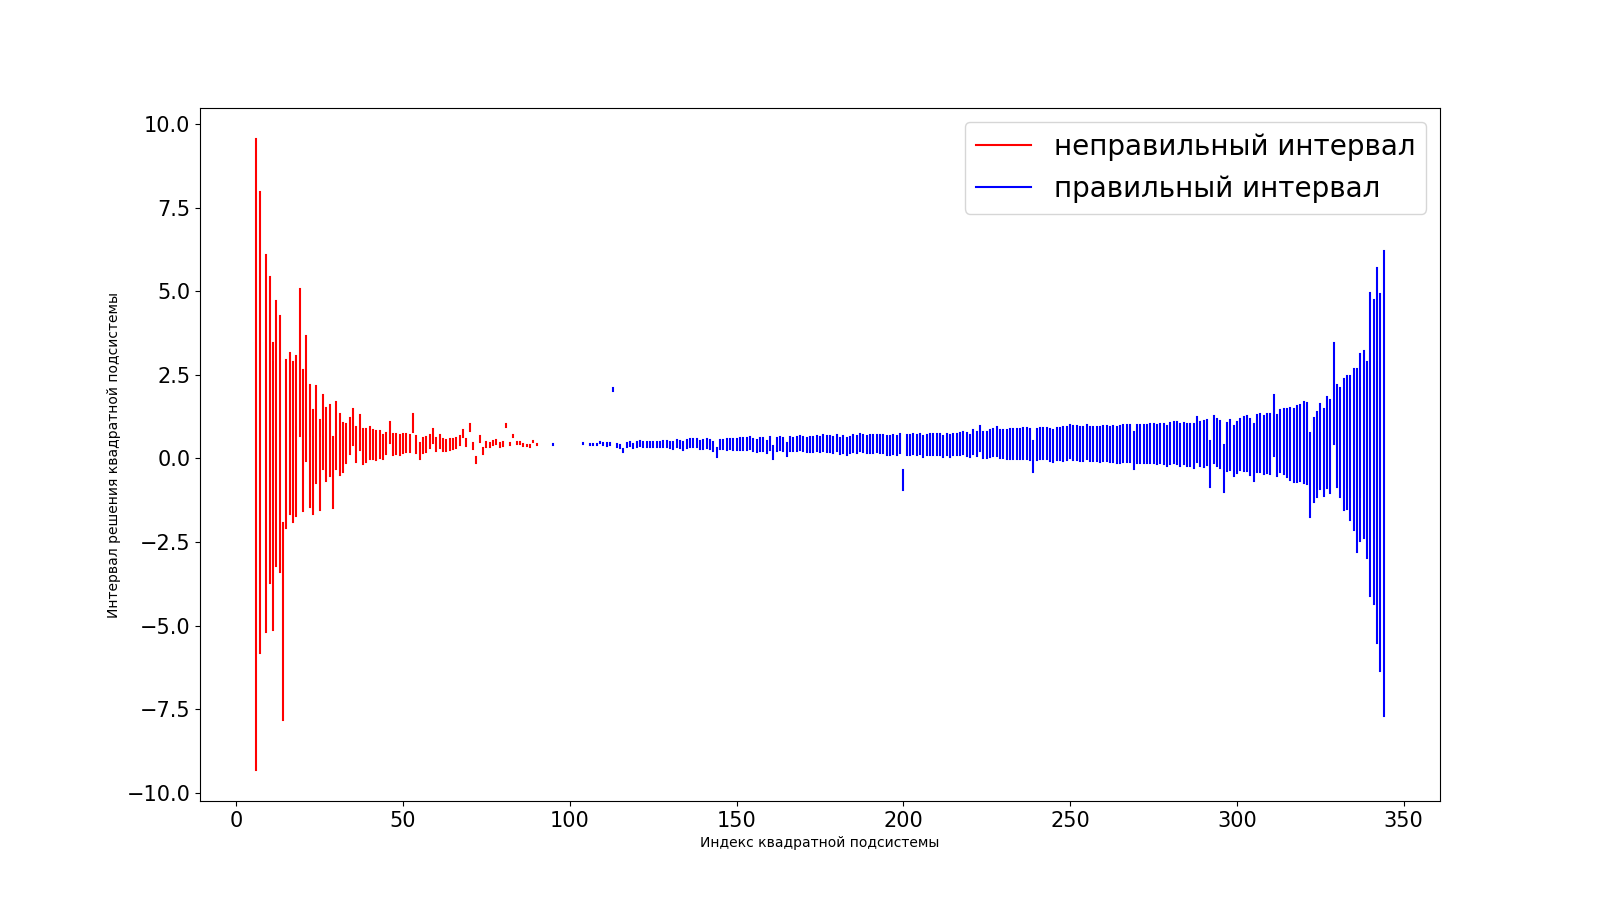 неправильный интервал
правильный интервал
10.0
7.5
5.0
2.5
0.0
−2.5
−5.0
−7.5
−10.0
Интервал решения квадратной подсистемы
0 50 100 150 200 250 300 350
Индекс квадратной подсистемы